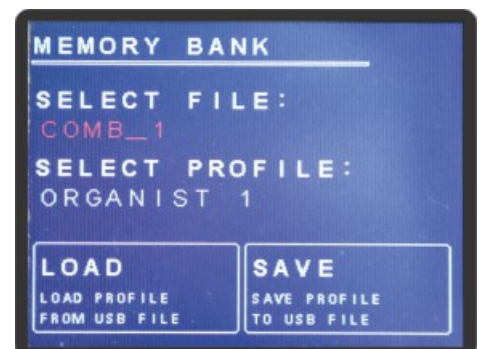 MEMORY BANK
SELECT FILE:
COMB_1
SELECT PROFILE:
ORGANIST 1
LOAD
LOAD PROFILE
FROM USB FILE
SAVE
SAVE PROFILE
TO USB FILE